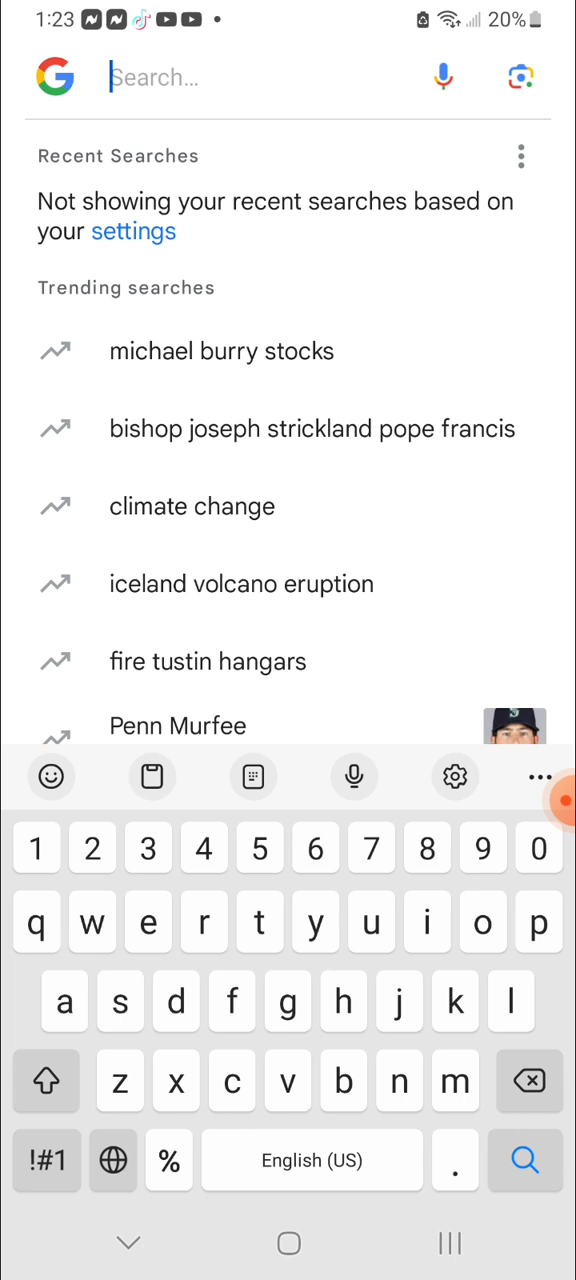 1:23 20%
Search...
Recent Searches
Not showing your recent searches based on
your settings
Trending searches
michael burry stocks
bishop joseph strickland pope francis
climate change
iceland volcano eruption
fire tustin hangars
Penn Murfee
1 2 3 4 5 6 7 8 9 0
q w e r t y u i o p
a s d f g h j k l
z x c v b n m
!#1 % English (US) .